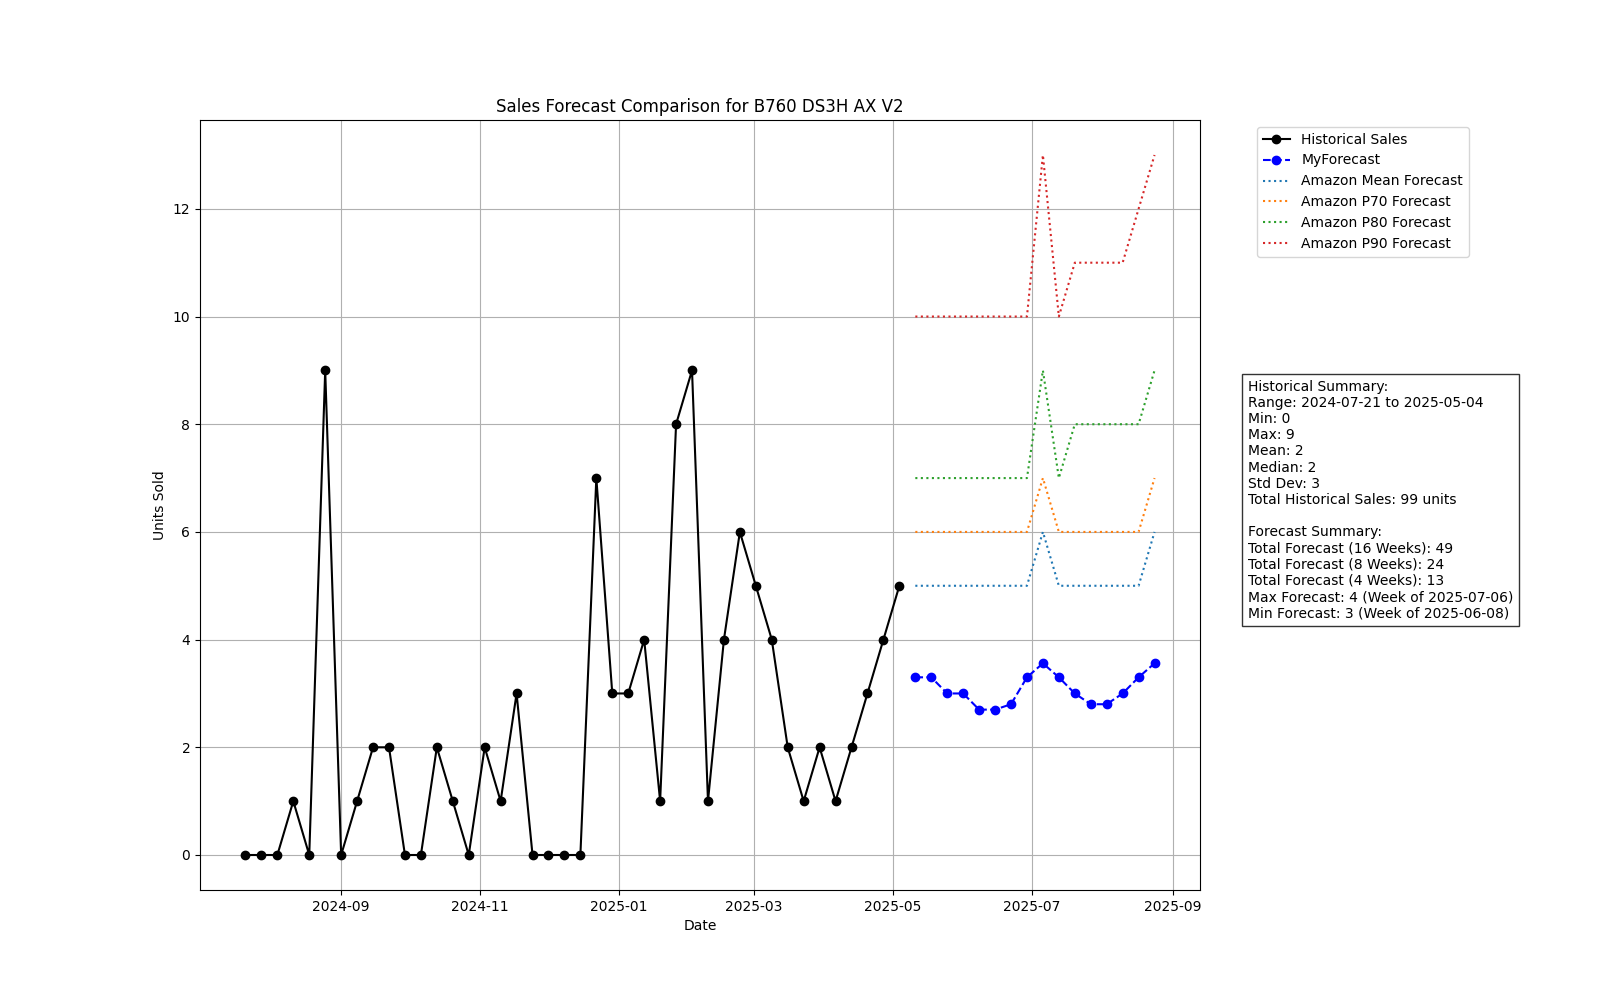 Sales Forecast Comparison for B760 DS3H AX V2
Historical Sales
MyForecast
Amazon Mean Forecast
Amazon P70 Forecast
Amazon P80 Forecast
Amazon P90 Forecast
12
10
8
6
4
2
0
Units Sold
2024-09
2024-11
2025-01
2025-03
2025-05
2025-07
2025-09
Date
Historical Summary:
Range: 2024-07-21 to 2025-05-04
Min: 0
Max: 9
Mean: 2
Median: 2
Std Dev: 3
Total Historical Sales: 99 units
Forecast Summary:
Total Forecast (16 Weeks): 49
Total Forecast (8 Weeks): 24
Total Forecast (4 Weeks): 13
Max Forecast: 4 (Week of 2025-07-06)
Min Forecast: 3 (Week of 2025-06-08)